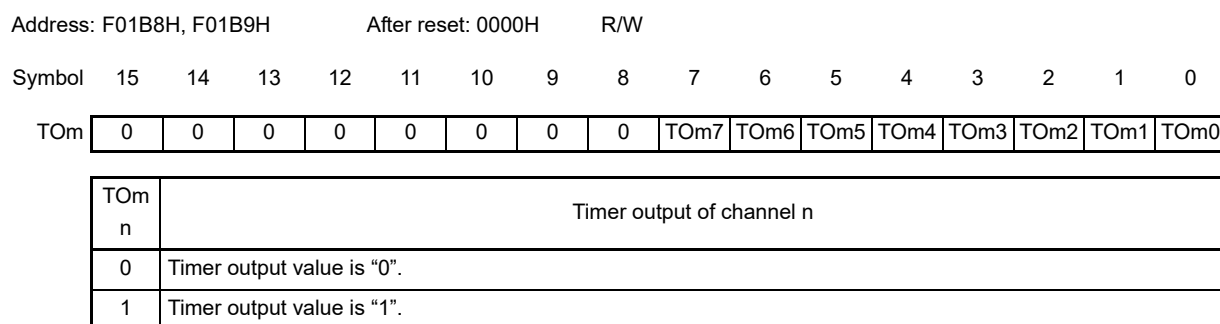 Address: F01B8H, F01B9H After reset: 0000H R/W
Symbol 15 14 13 12 11 10 9 8 7 6 5 4 3 2 1 0
TOm 0 0 0 0 0 0 0 0 TOm7 TOm6 TOm5 TOm4 TOm3 TOm2 TOm1 TOm0
TOm
n
Timer output of channel n
0 Timer output value is “0”.
1 Timer output value is “1”.